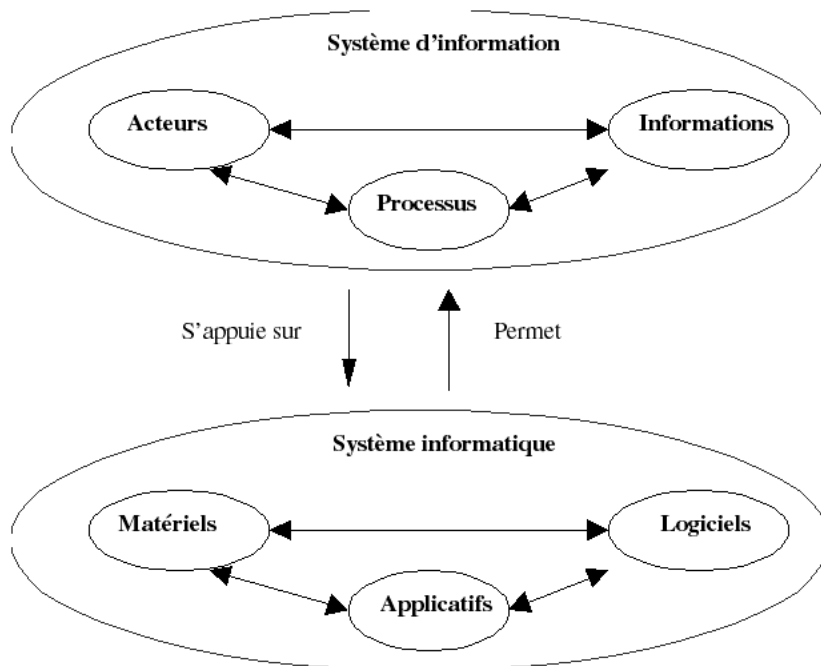 Système d'information
Acteurs
Informations
Processus
S'appuie sur
Permet
Système informatique
Matériels
Logiciels
Applicatifs